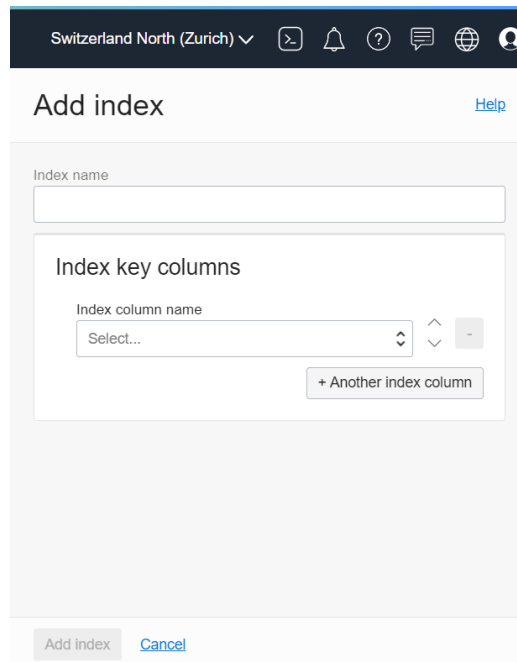 Switzerland North (Zurich)
Add index
Help
Index name
Index key columns
Index column name
Select...
-
+ Another index column
Add index
Cancel